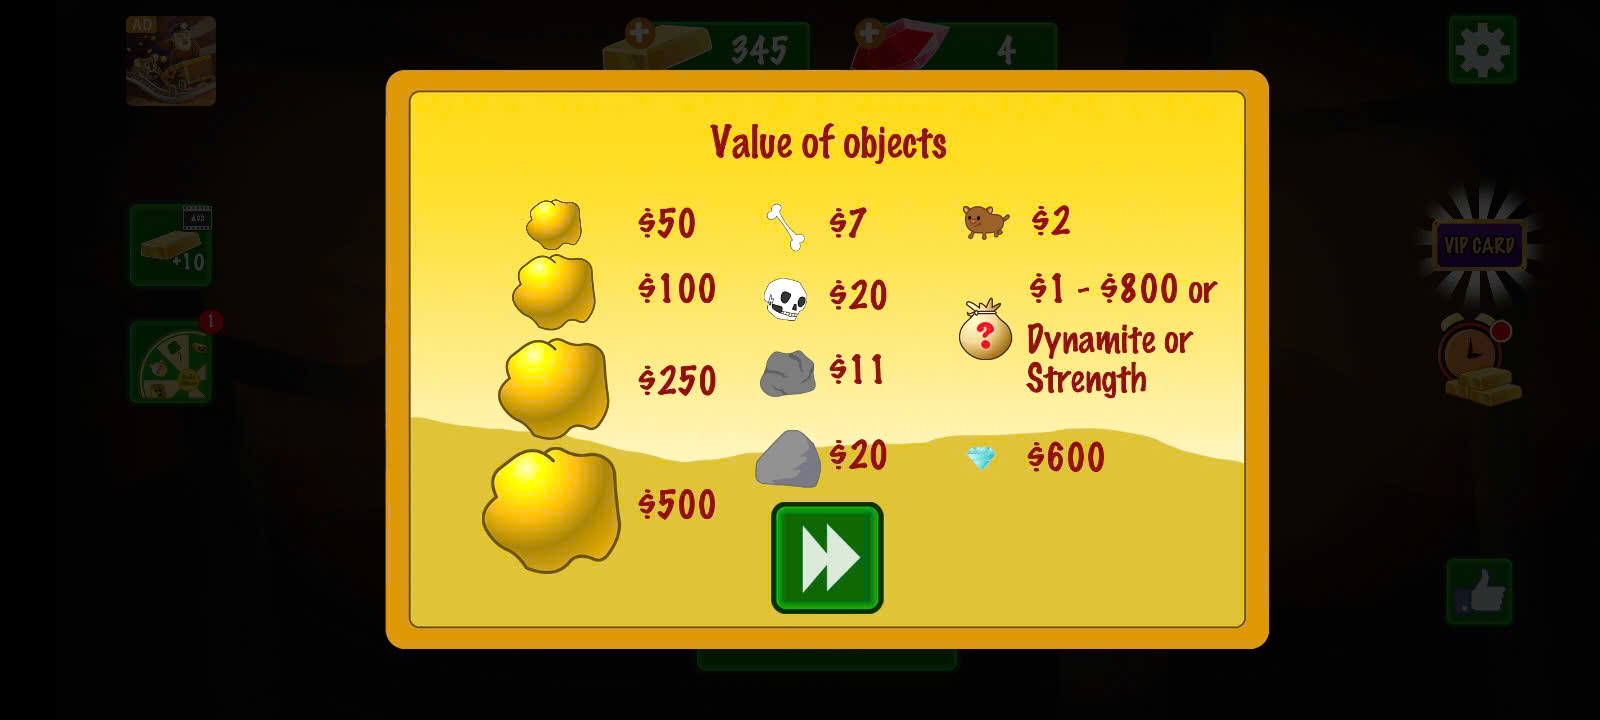 AD
345
4
Value of objects
$50
$7
$2
$100
$20
$1 - $800 or
Dynamite or
Strength
?
$250
$11
$500
$20
$600
+10
1
VIP CARD